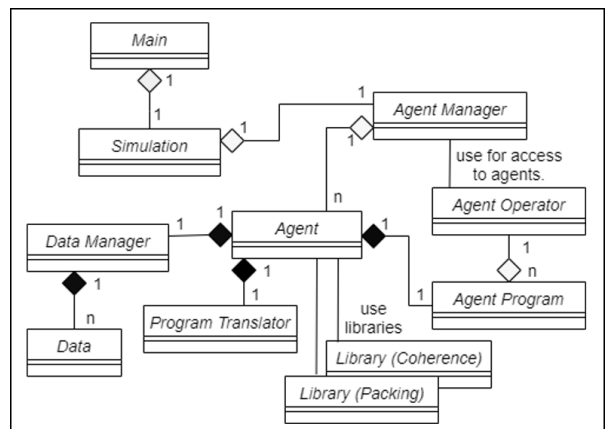 Main
1
1
1
Agent Manager
1
Simulation
1
use for access
to agents.
n
Agent Operator
1
1
Agent
1
1
Data Manager
1
n
1
1
Agent Program
1
1
Program Translator
use
libraries
n
Data
Library (Coherence)
Library (Packing)